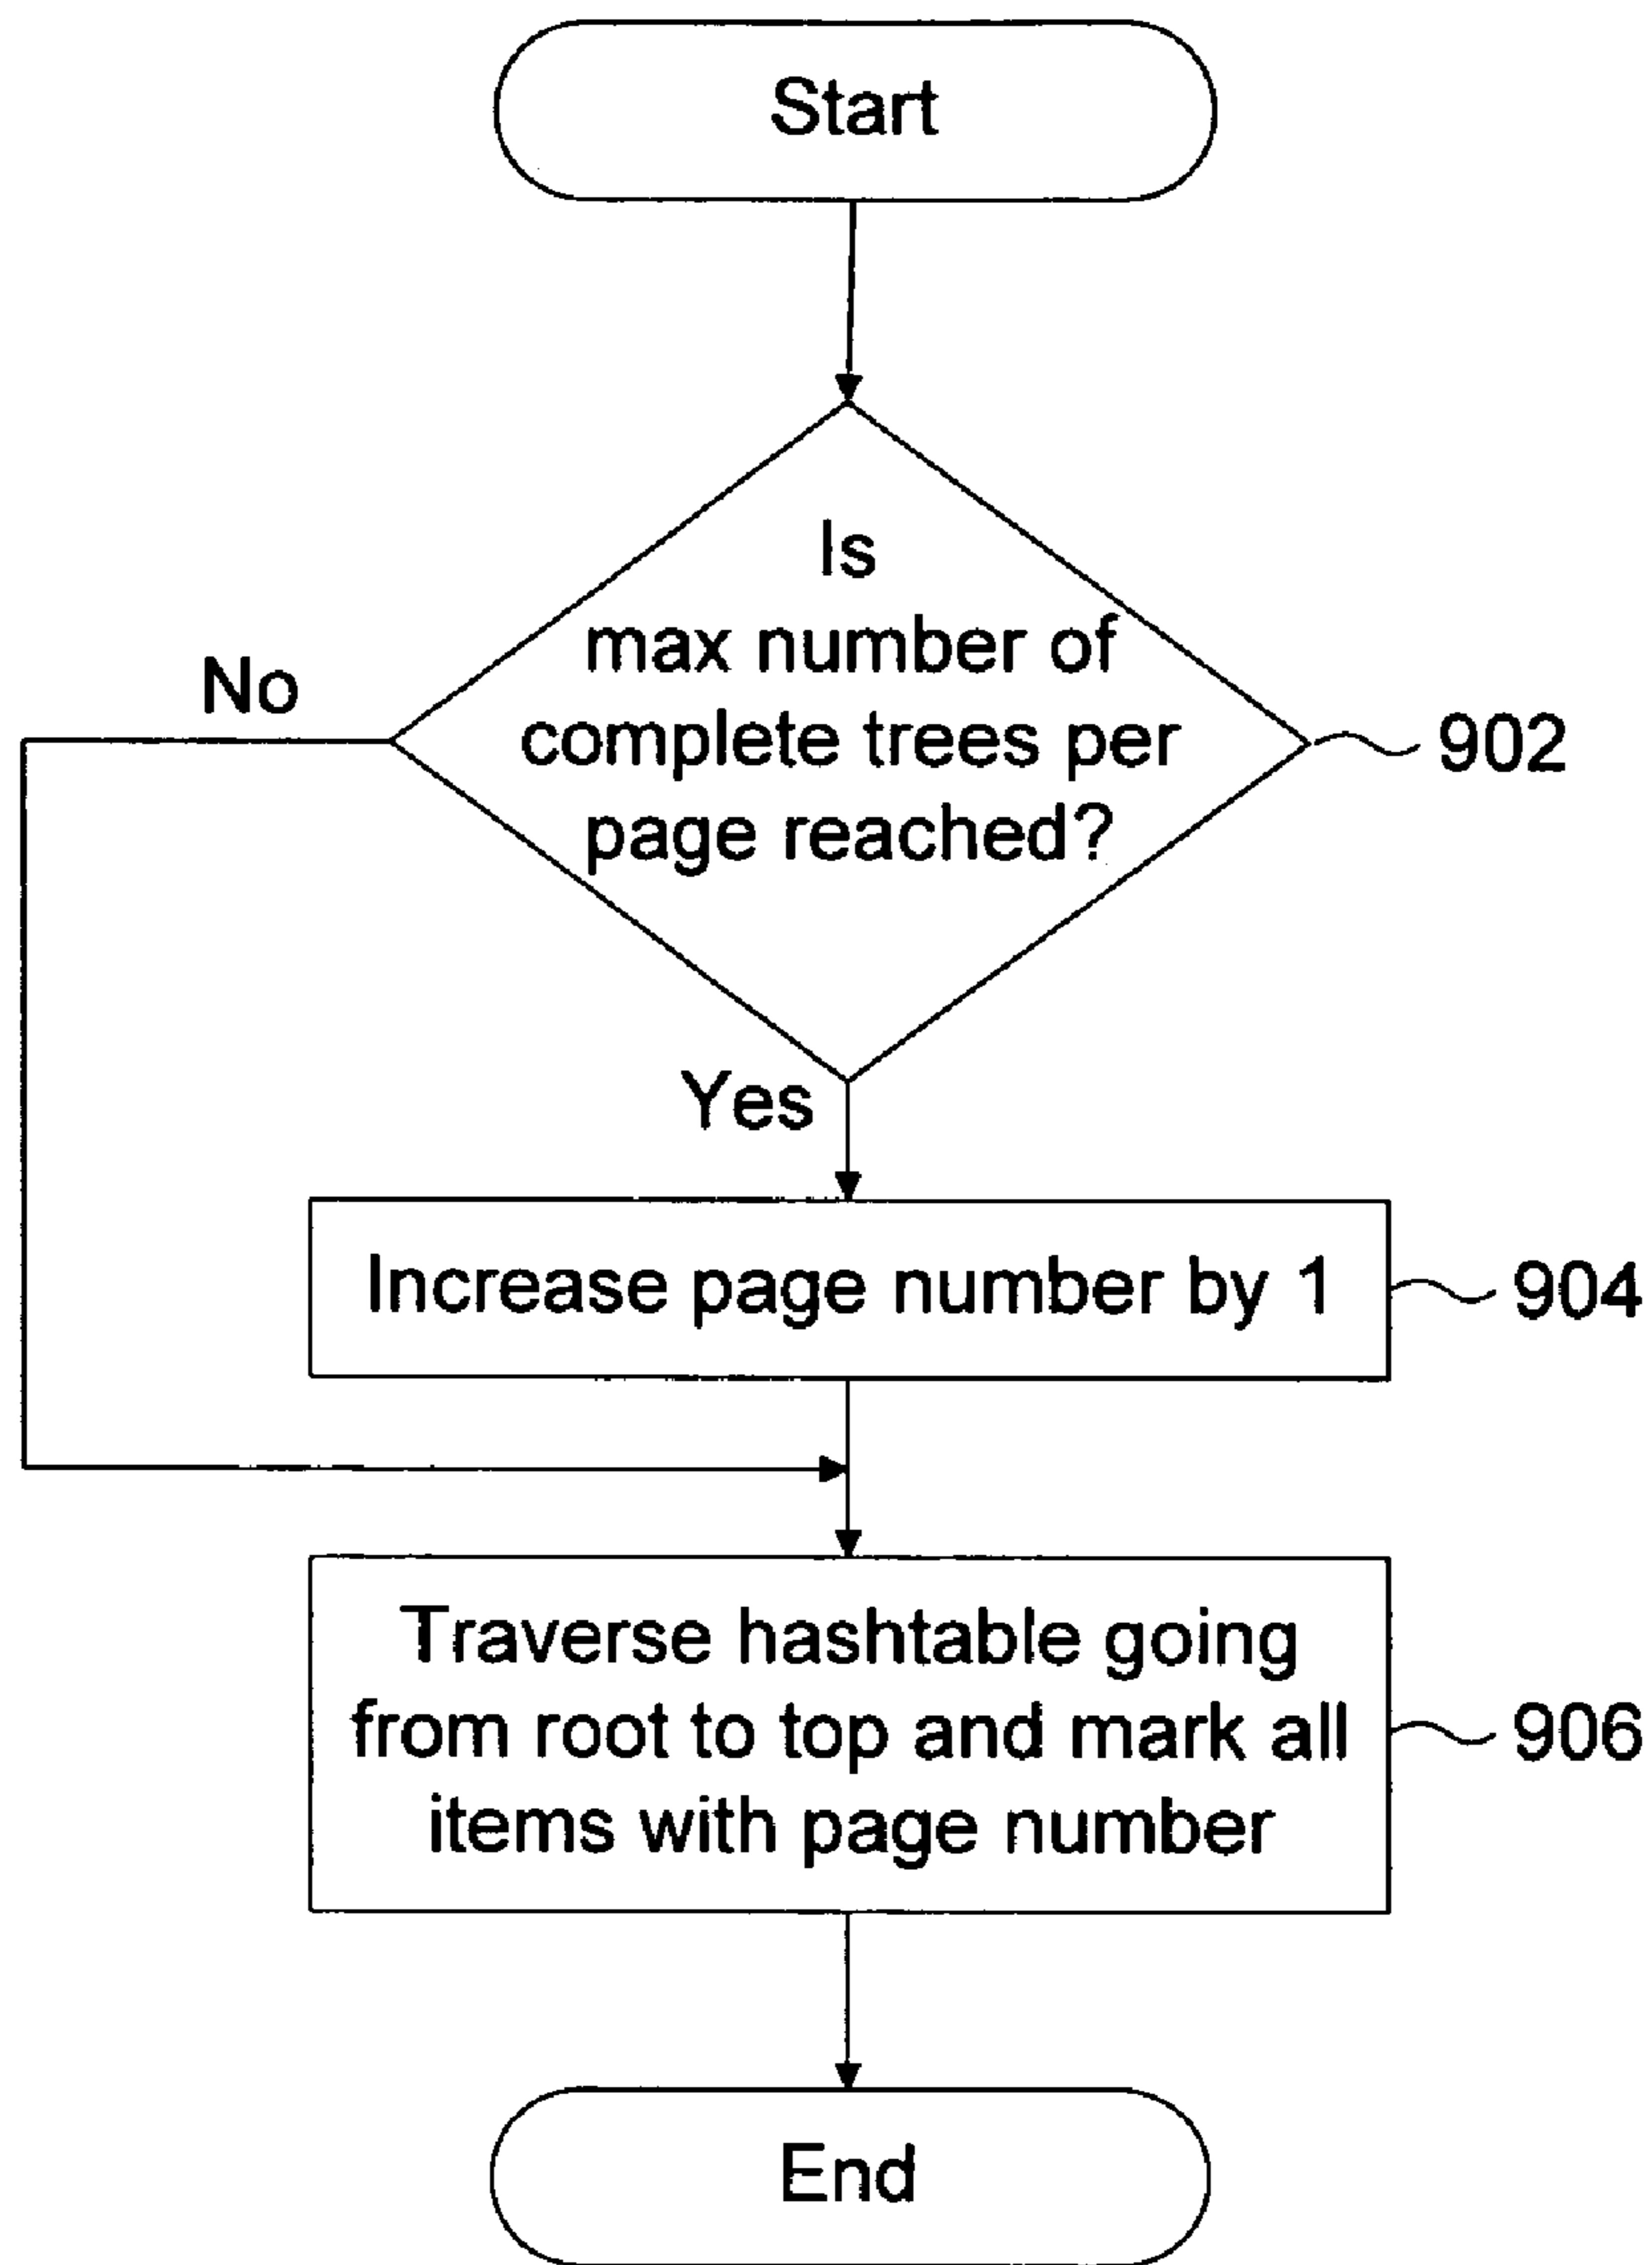 Start
Is
max number of
complete trees per
page reached?
No
902
Yes
Increase page number by 1
904
Traverse hashtable going
from root to top and mark all
items with page number
906
End